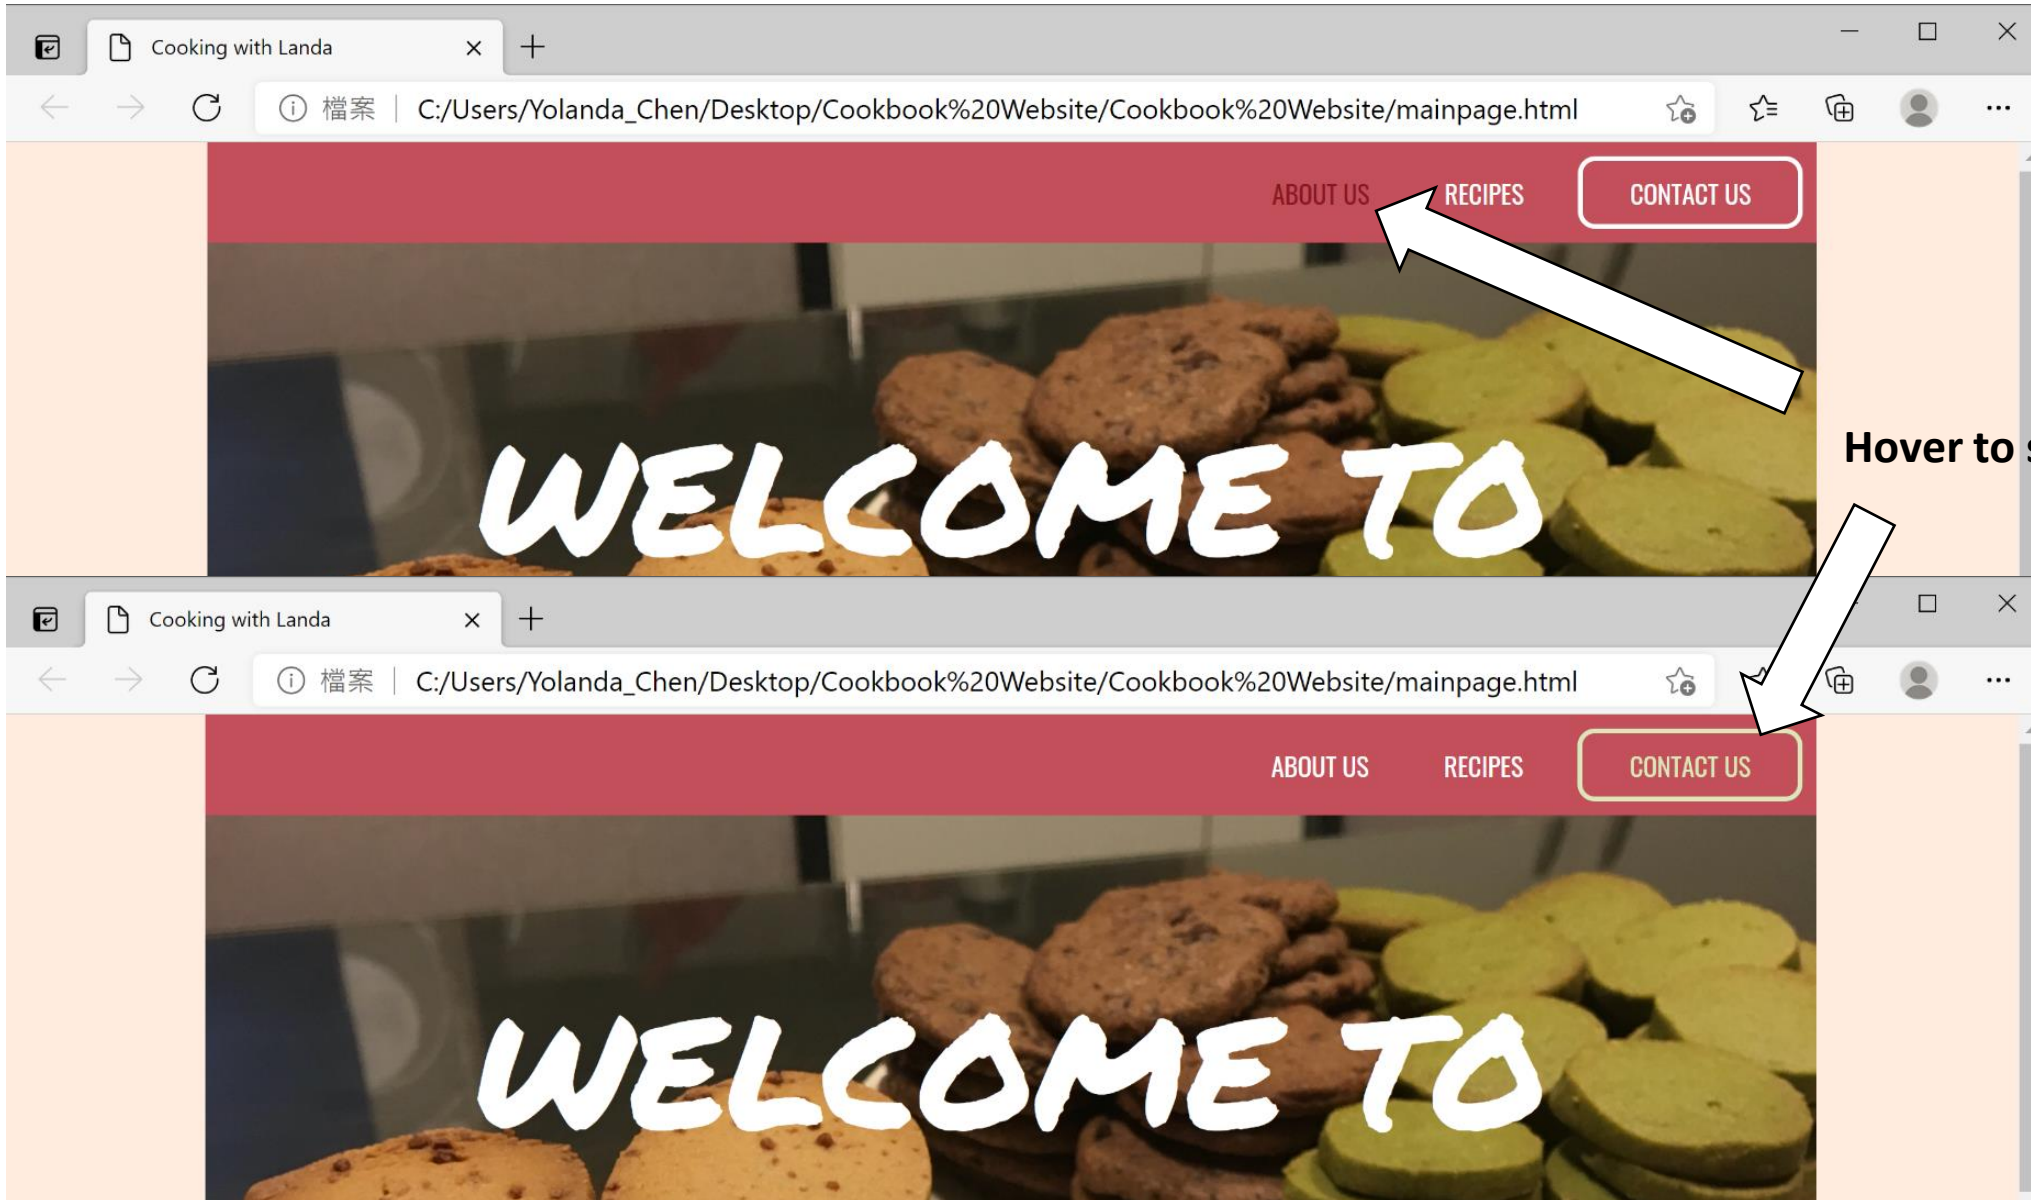 Cooking with Landa
檔案 C:/Users/Yolanda_Chen/Desktop/Cookbook%20Website/Cookbook%20Website/mainpage.html
ABOUT US RECIPES CONTACT US
WELCOME TO
Hover to
Cooking with Landa
檔案 C:/Users/Yolanda_Chen/Desktop/Cookbook%20Website/Cookbook%20Website/mainpage.html
ABOUT US RECIPES CONTACT US
WELCOME TO